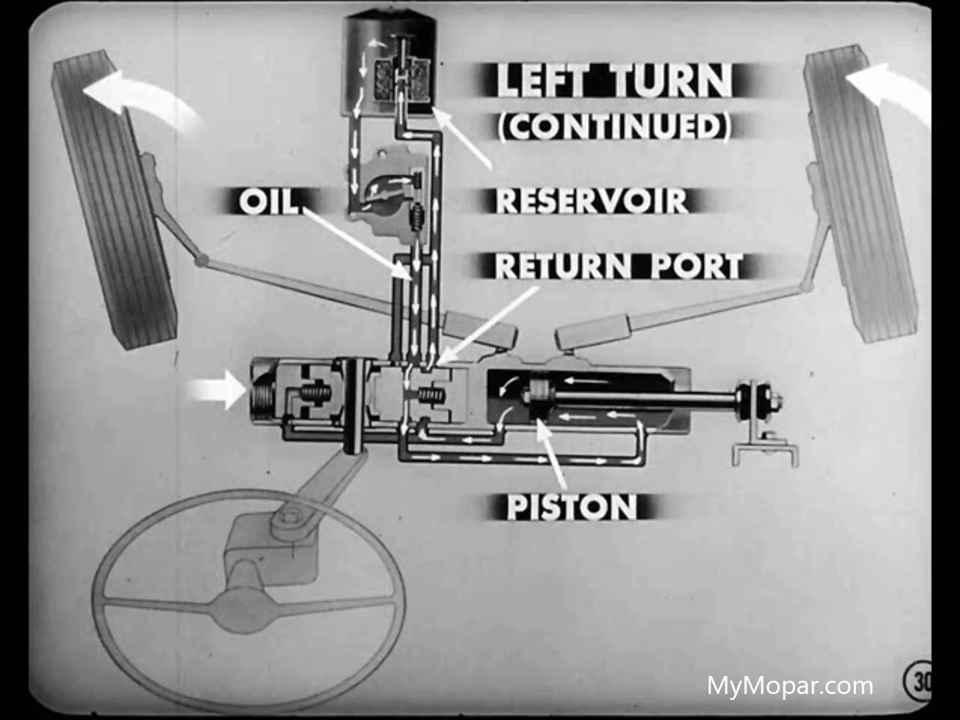 LEFT TURN
(CONTINUED)
RESERVOIR
OIL
RETURN PORT
PISTON
MyMopar.com
30